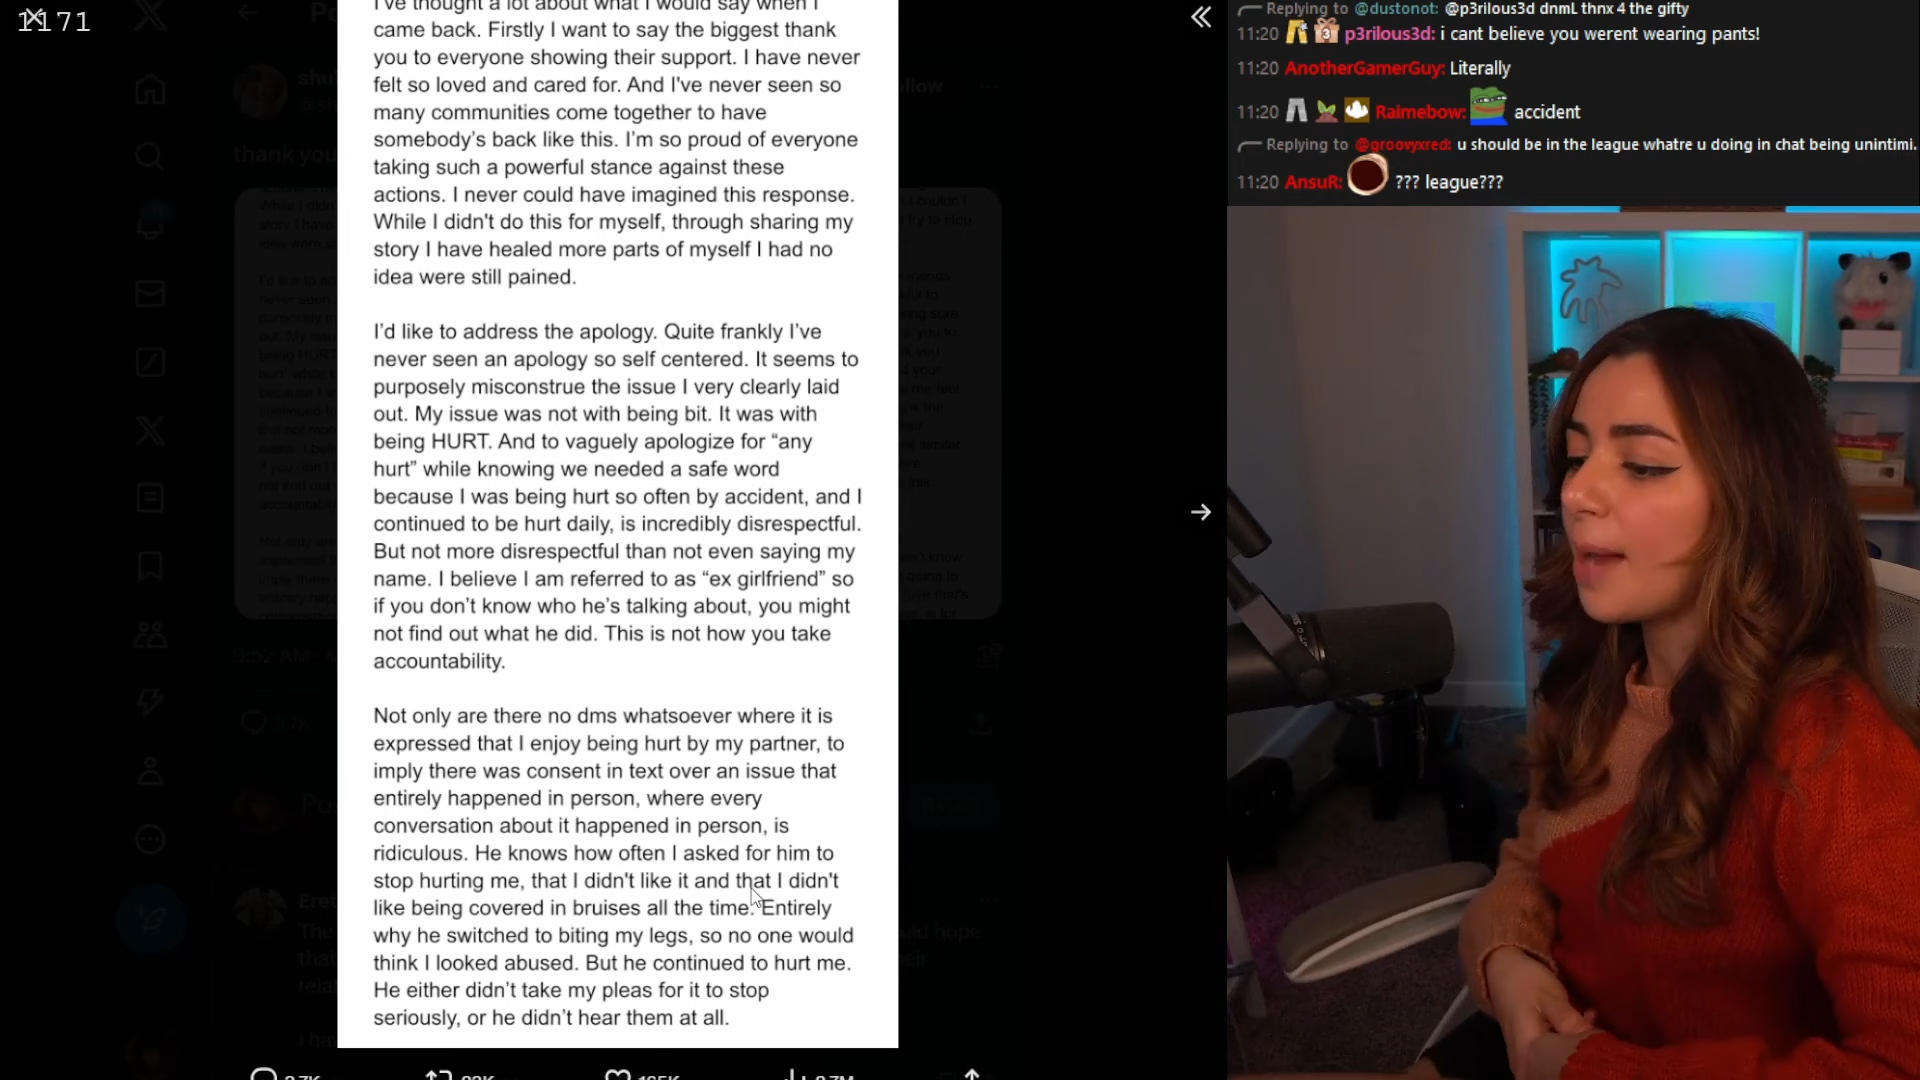 1171
I've thought a lot about what I would say when I
came back. Firstly I want to say the biggest thank
you to everyone showing their support. I have never
felt so loved and cared for. And I've never seen so
many communities come together to have
somebody's back like this. I'm so proud of everyone
taking such a powerful stance against these
actions. I never could have imagined this response.
While I didn't do this for myself, through sharing my
story I have healed more parts of myself I had no
idea were still pained.
I'd like to address the apology. Quite frankly I've
never seen an apology so self centered. It seems to
purposely misconstrue the issue I very clearly laid
out. My issue was not with being bit. It was with
being HURT. And to vaguely apologize for “any
hurt” while knowing we needed a safe word
because I was being hurt so often by accident, and I
continued to be hurt daily, is incredibly disrespectful.
But not more disrespectful than not even saying my
name. I believe I am referred to as “ex girlfriend” so
if you don't know who he's talking about, you might
not find out what he did. This is not how you take
accountability.
Not only are there no dms whatsoever where it is
expressed that I enjoy being hurt by my partner, to
imply there was consent in text over an issue that
entirely happened in person, where every
conversation about it happened in person, is
ridiculous. He knows how often I asked for him to
stop hurting me, that I didn't like it and that I didn't
like being covered in bruises all the time. Entirely
why he switched to biting my legs, so no one would
think I looked abused. But he continued to hurt me.
He either didn't take my pleas for it to stop
seriously, or he didn't hear them at all.
thank you
Replying to @dustonot: @p3rilous3d dnmL thnx 4 the gifty
11:20 3 p3rilous3d: i cant believe you werent wearing pants!
11:20 AnotherGamerGuy: Literally
11:20 Raimebow: accident
Replying to @groovyxred: u should be in the league whatre u doing in chat being unintimi.
11:20 AnsuR: ??? league???